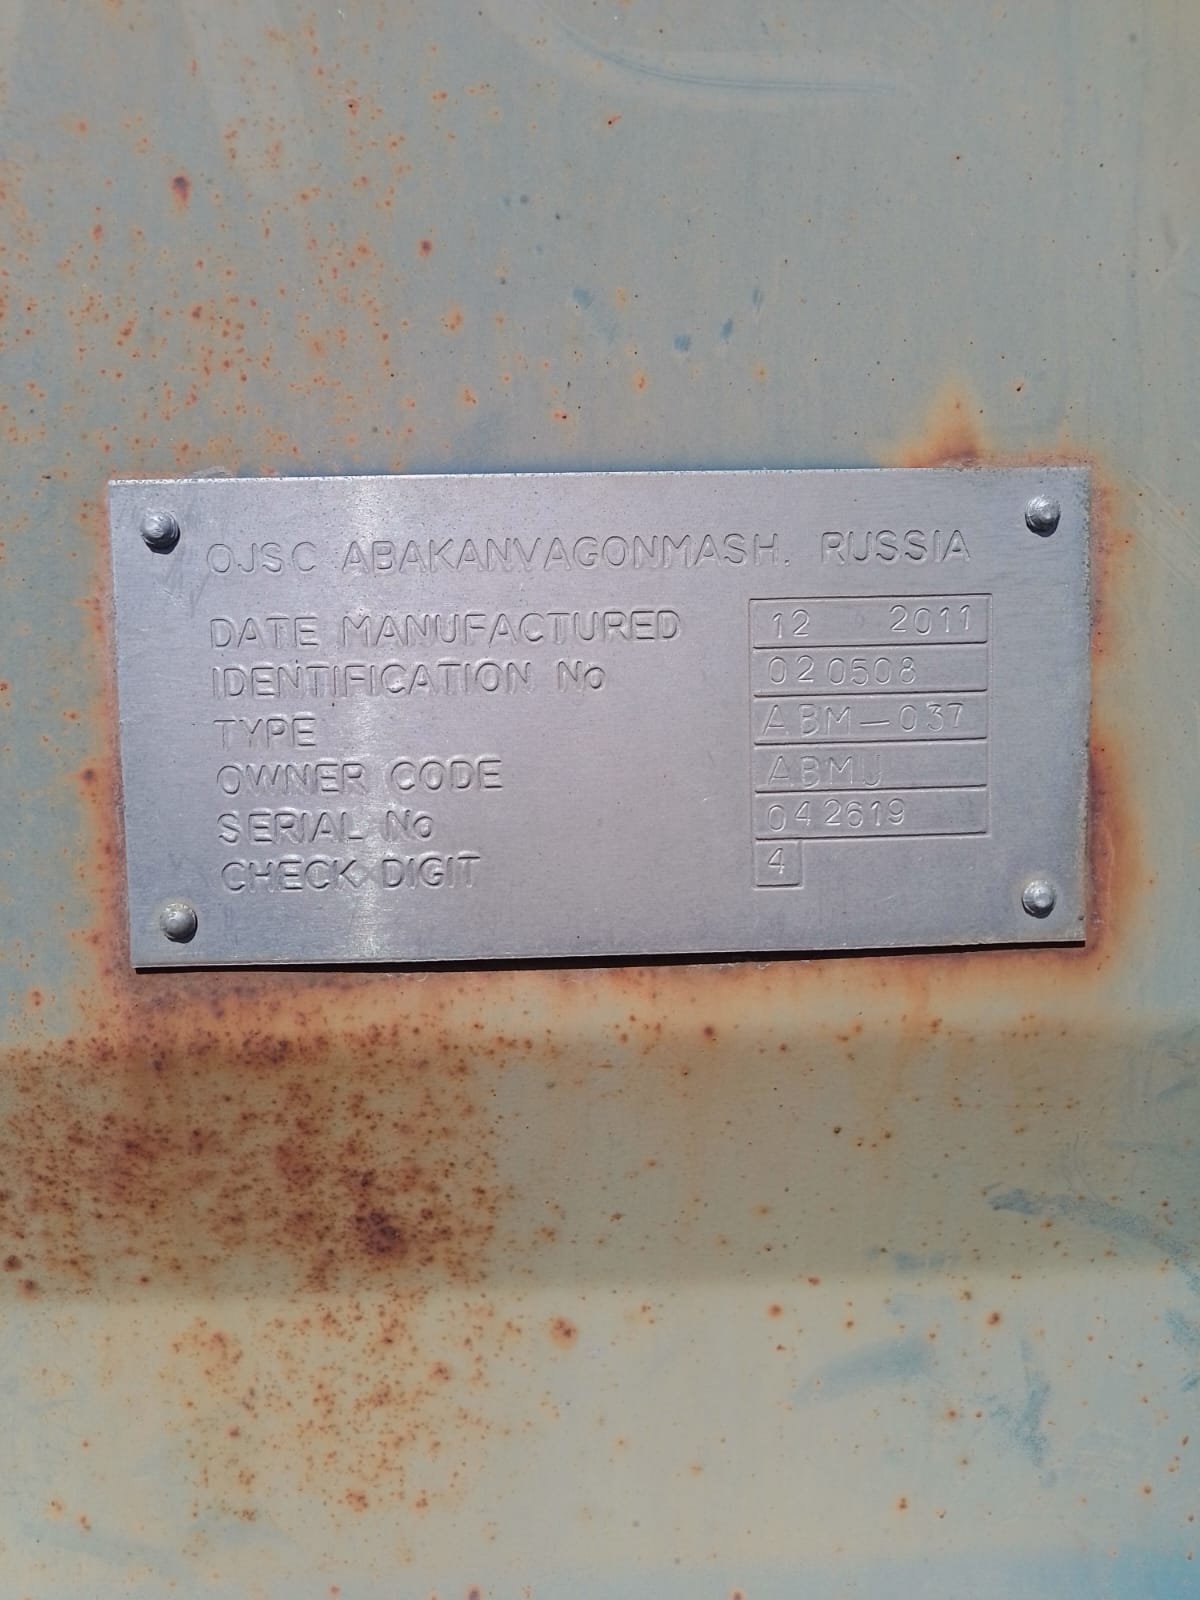 OJSC ABAKANVAGONMASH. RUSSIA
DATE MANUFACTURED 12 2011
IDENTIFICATION No 020508
TYPE ABM-037
OWNER CODE ABMU
SERIAL No 042619
CHECK DIGIT 4